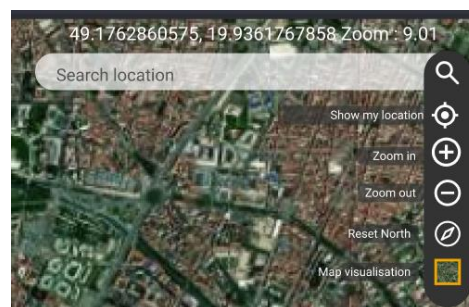 49.1762860575, 19.9361767858 Zoom : 9.01
Search location
Show my location
Zoom in
Zoom out
Reset North
Map visualisation